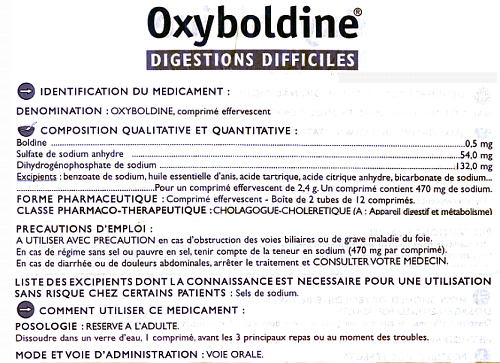 Oxyboldine®
DIGESTIONS DIFFICILES
IDENTIFICATION DU MEDICAMENT :
DENOMINATION : OXYBOLDINE, comprimé effervescent
COMPOSITION QUALITATIVE ET QUANTITATIVE :
Boldine ........ 0,5 mg
Sulfate de sodium anhydre ........ 54,0 mg
Dihydrogénophosphate de sodium ........ 132,0 mg
Excipients : benzoate de sodium, huile essentielle d'anis, acide tartrique, acide citrique anhydre, bicarbonate de sodium...
........Pour un comprimé effervescent de 2,4 g. Un comprimé contient 470 mg de sodium.
FORME PHARMACEUTIQUE : Comprimé effervescent - Boîte de 2 tubes de 12 comprimés.
CLASSE PHARMACO-THERAPEUTIQUE : CHOLAGOGUE-CHOLERETIQUE (A : Appareil digestif et métabolisme)
PRECAUTIONS D'EMPLOI :
A UTILISER AVEC PRECAUTION en cas d'obstruction des voies biliaires ou de grave maladie du foie.
En cas de régime sans sel ou pauvre en sel, tenir compte de la teneur en sodium (470 mg par comprimé).
En cas de diarrhée ou de douleurs abdominales, arrêter le traitement et CONSULTER VOTRE MEDECIN.
LISTE DES EXCIPIENTS DONT LA CONNAISSANCE EST NECESSAIRE POUR UNE UTILISATION
SANS RISQUE CHEZ CERTAINS PATIENTS : Sels de sodium.
COMMENT UTILISER CE MEDICAMENT :
POSOLOGIE : RESERVE A L'ADULTE.
Dissoudre dans un verre d'eau, 1 comprimé, avant les 3 principaux repas ou au moment des troubles.
MODE ET VOIE D'ADMINISTRATION : VOIE ORALE.